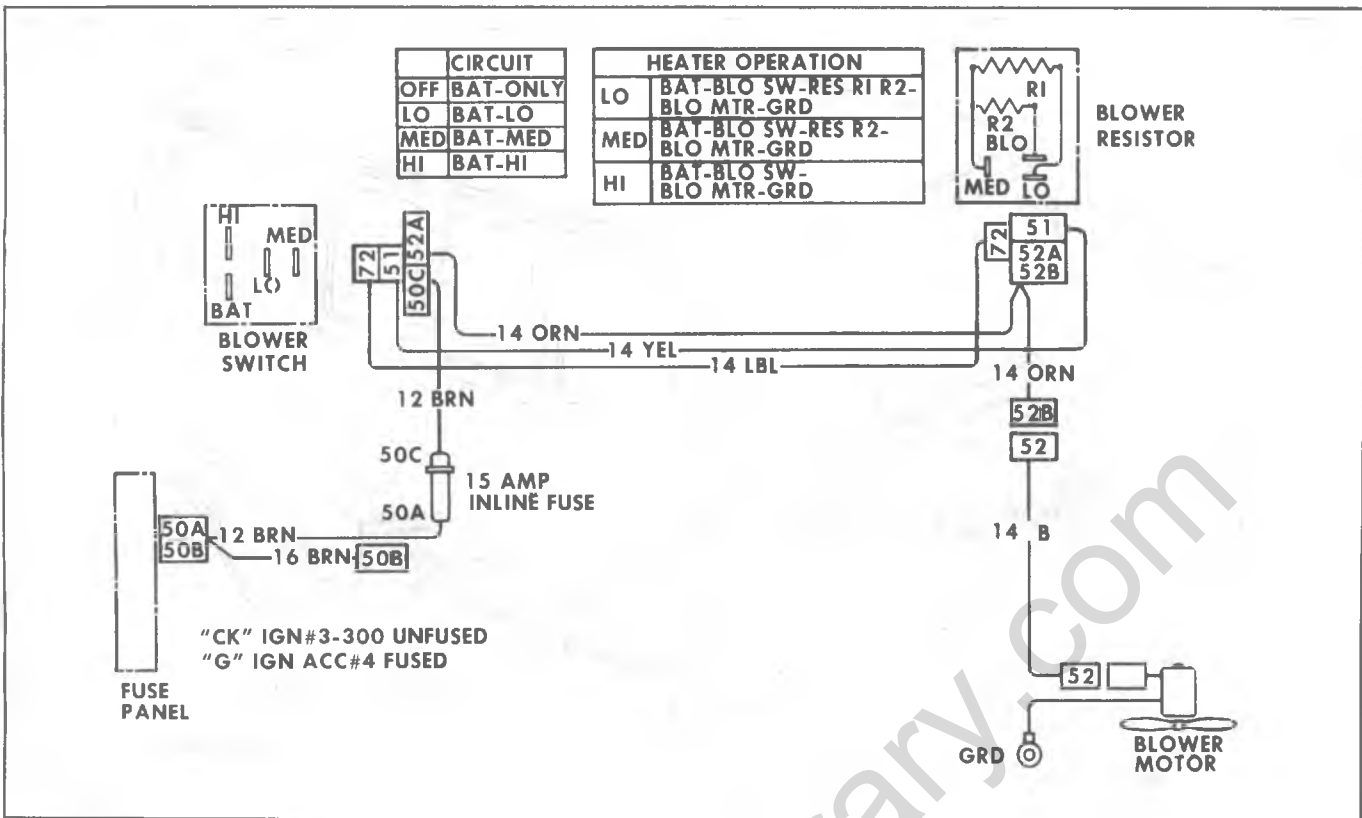 CIRCUIT
OFF BAT-ONLY
LO BAT-LO
MED BAT-MED
HI BAT-HI
HEATER OPERATION
LO BAT-BLO SW-RES R1 R2-
BLO MTR-GRD
MED BAT-BLO SW-RES R2-
BLO MTR-GRD
HI BAT-BLO SW-
BLO MTR-GRD
R1
R2
BLO
MED LO
BLOWER
RESISTOR
HI
MED
LO
BAT
BLOWER
SWITCH
72
51
52A
50C
72
51
52A
52B
14 ORN
14 YEL
14 LBL
14 ORN
12 BRN
52B
52
50C
15 AMP
INLINE FUSE
50A
50A
50B
12 BRN
16 BRN
50B
14 B
"CK" IGN#3-300 UNFUSED
"G" IGN ACC#4 FUSED
FUSE
PANEL
52
GRD
BLOWER
MOTOR
rary.com